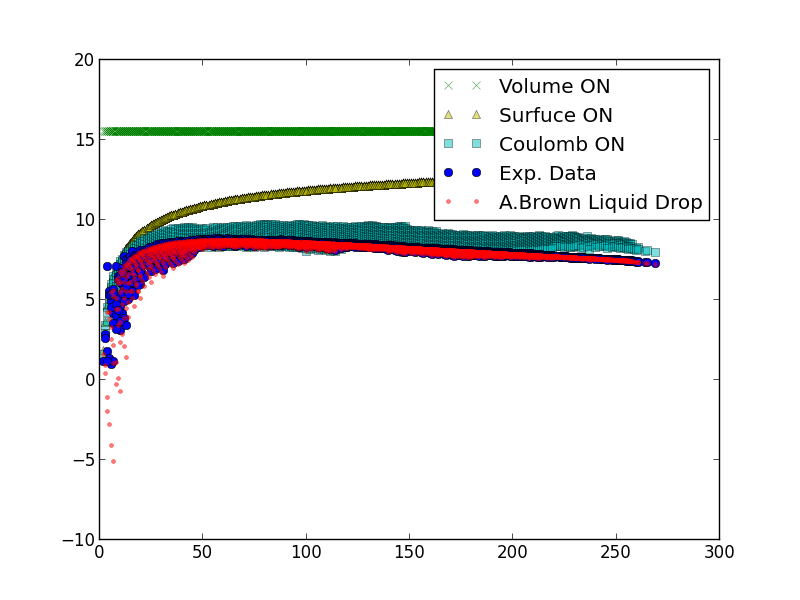 20
15
10
5
0
−5
−10
0 50 100 150 200 250 300
Volume ON
Surfuce ON
Coulomb ON
Exp. Data
A.Brown Liquid Drop